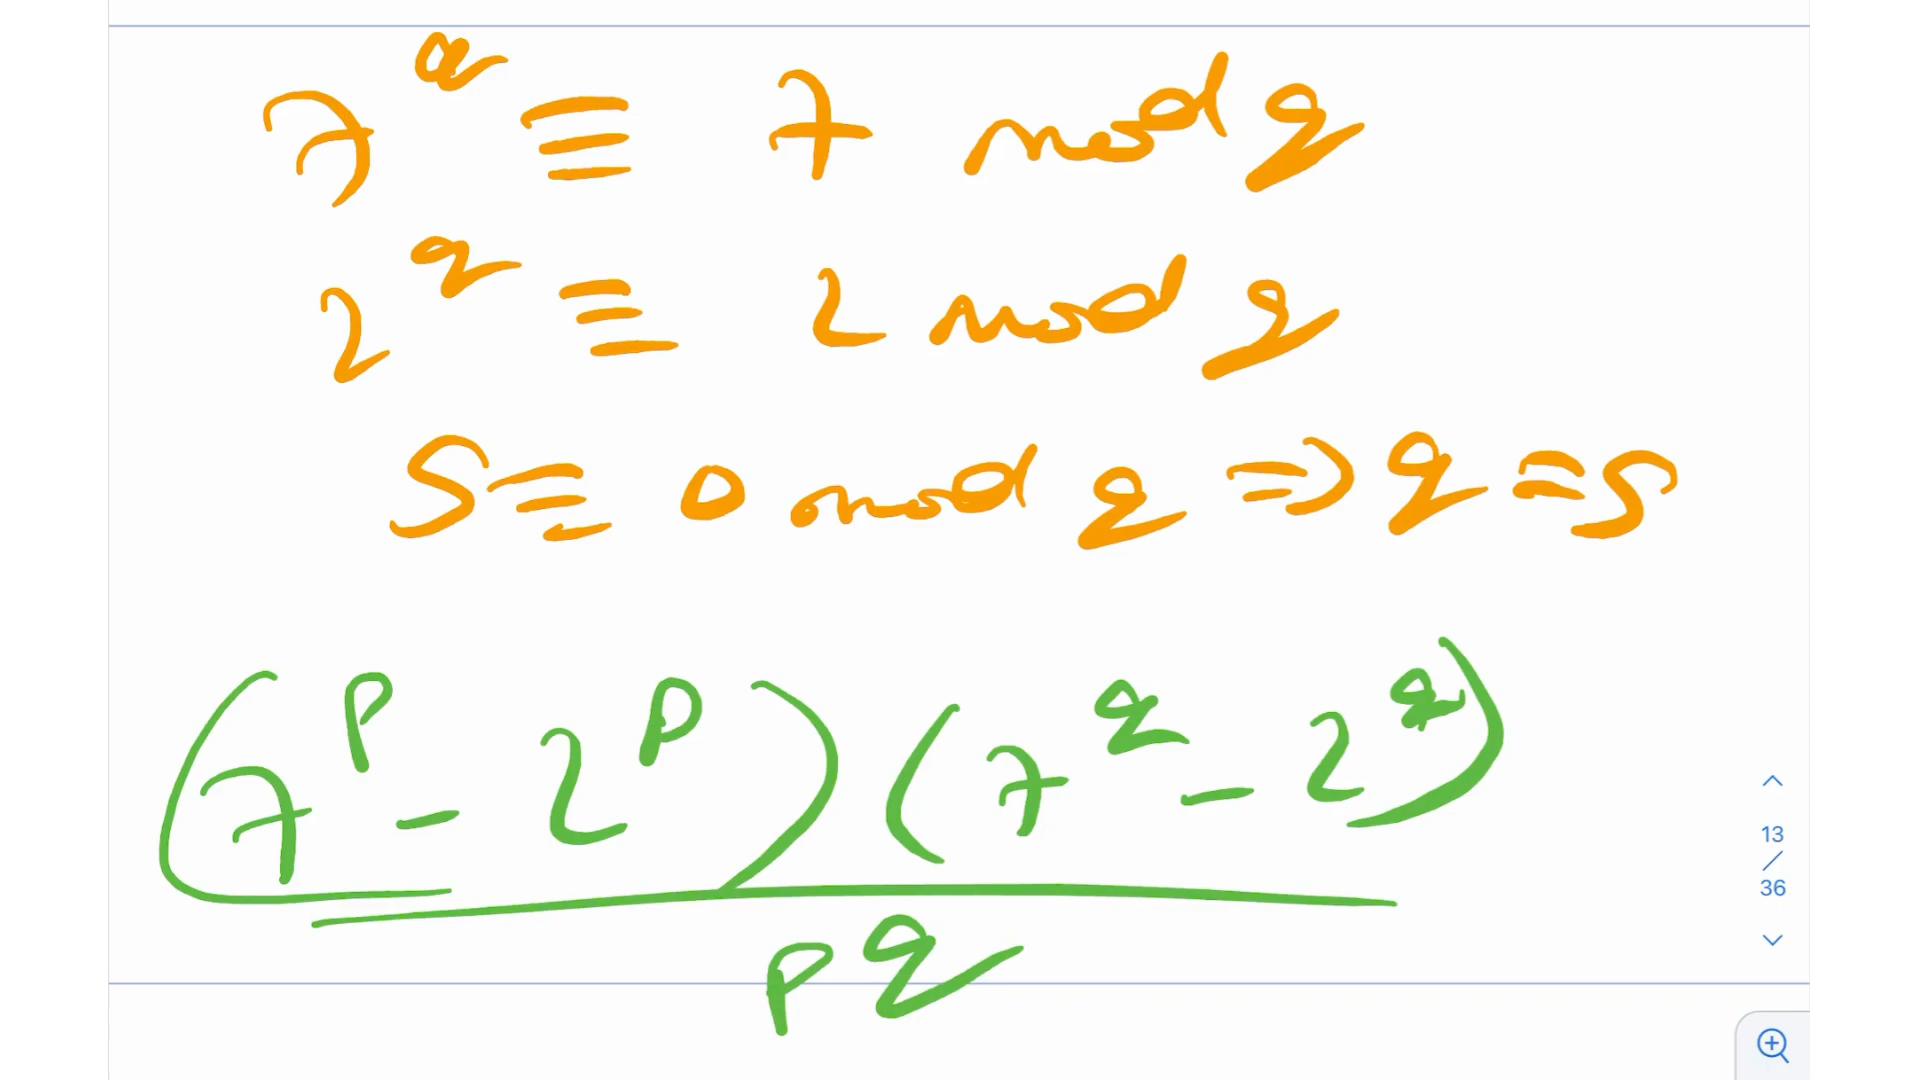 7^q ≡ 7 mod q
2^q ≡ 2 mod q
5 ≡ 0 mod q ⇒ q = 5
(7^p - 2^p)(7^q - 2^q)
pq
13
/
36